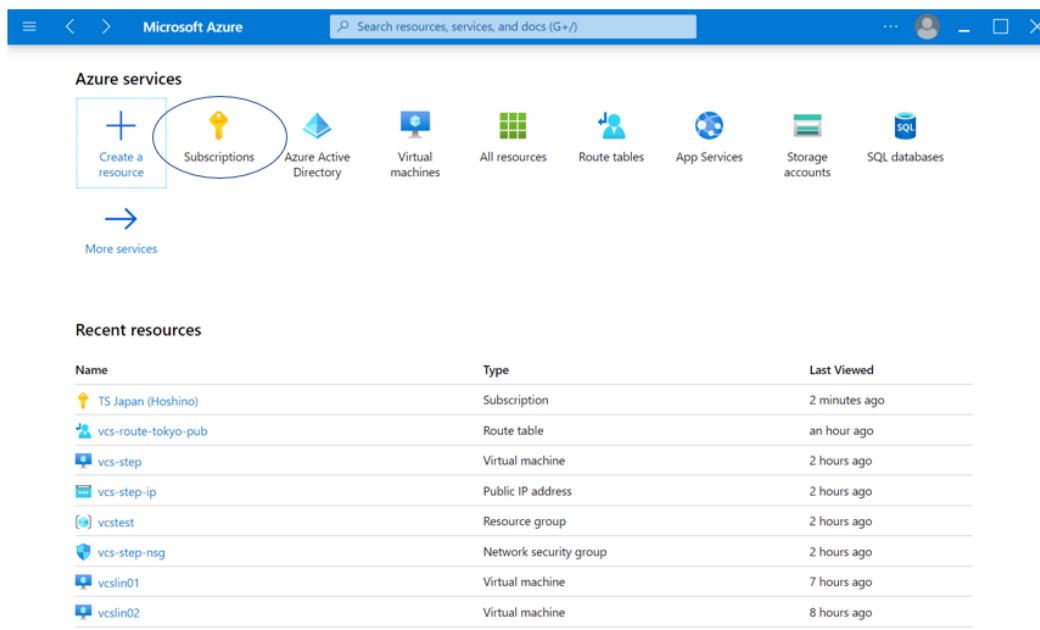 Microsoft Azure
Search resources, services, and docs (G+/)
Azure services
Create a resource
Subscriptions
Azure Active Directory
Virtual machines
All resources
Route tables
App Services
Storage accounts
SQL
SQL databases
More services
Recent resources
Name Type Last Viewed
TS Japan (Hoshino) Subscription 2 minutes ago
vcs-route-tokyo-pub Route table an hour ago
vcs-step Virtual machine 2 hours ago
vcs-step-ip Public IP address 2 hours ago
vcstest Resource group 2 hours ago
vcs-step-nsg Network security group 2 hours ago
vcslin01 Virtual machine 7 hours ago
vcslin02 Virtual machine 8 hours ago